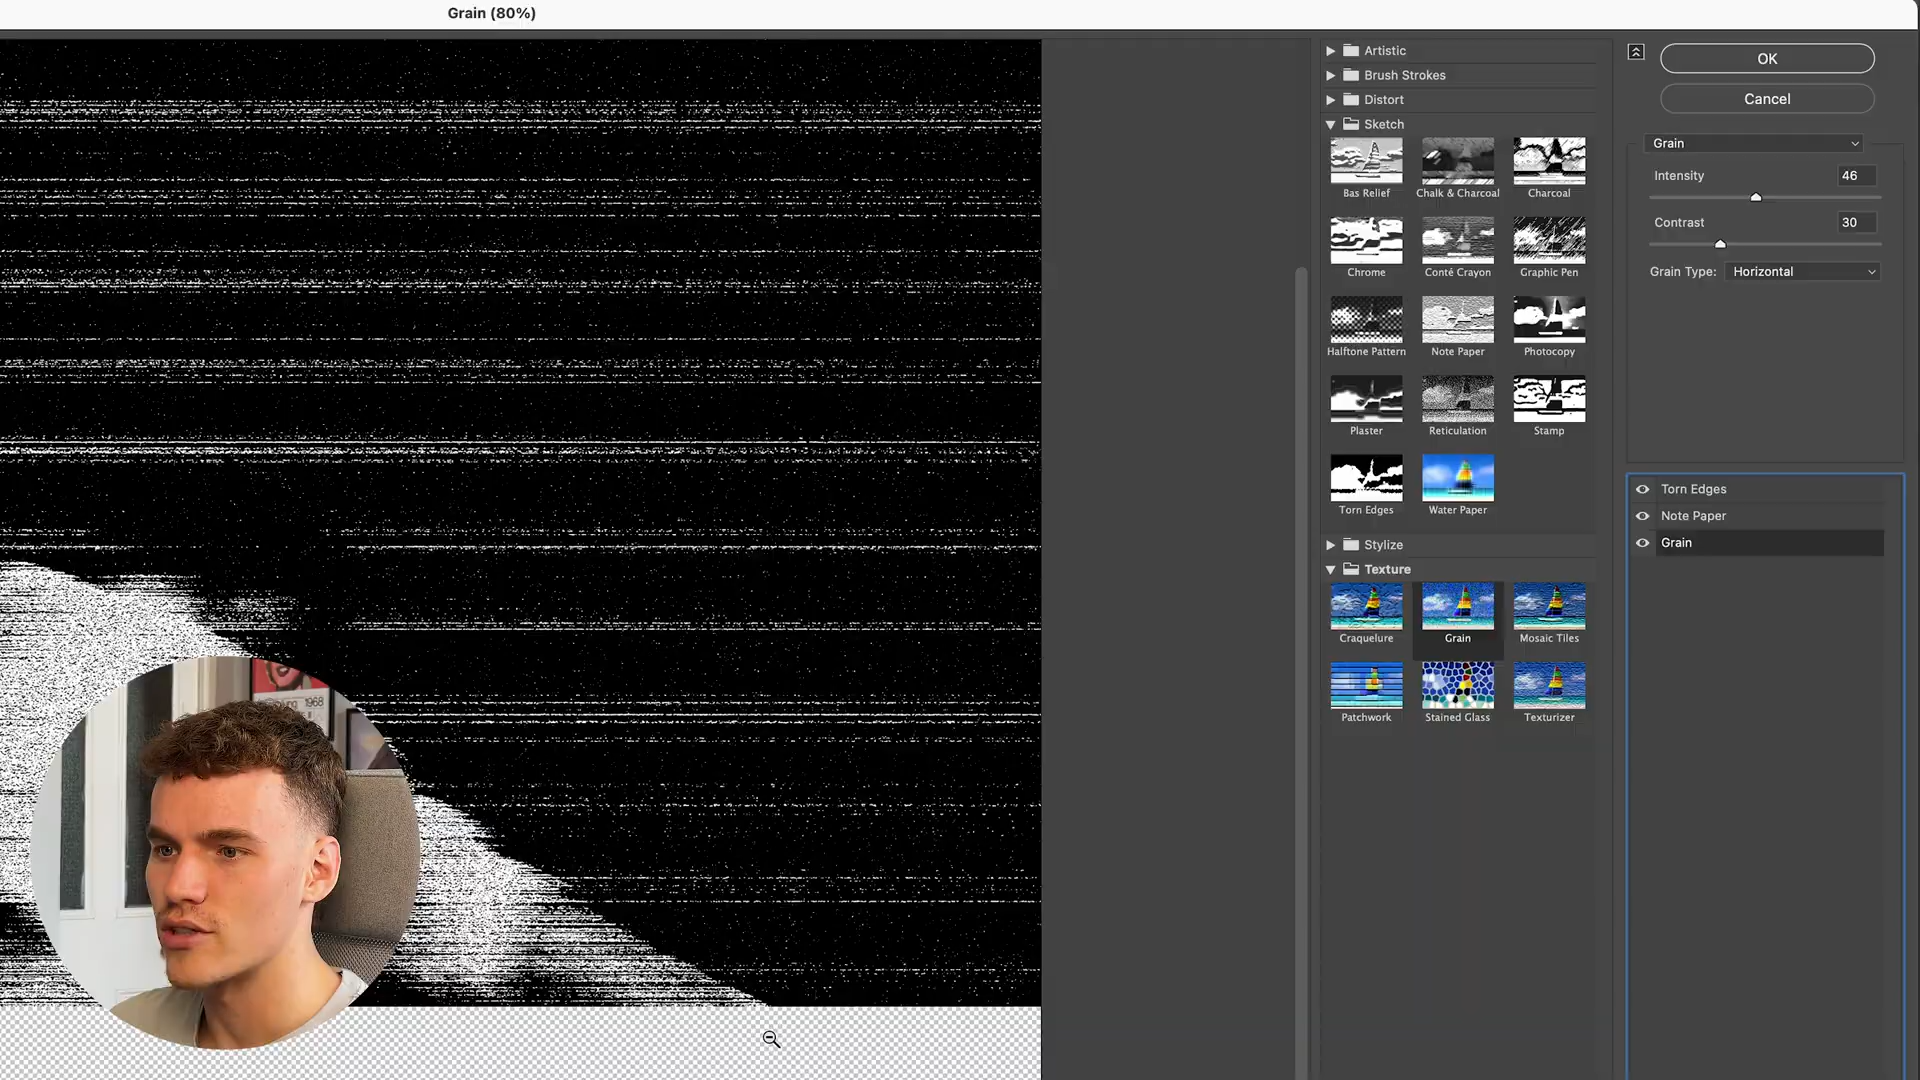 Grain (80%)
Artistic
Brush Strokes
Distort
Sketch
Bas Relief
Chalk & Charcoal
Charcoal
Chrome
Conté Crayon
Graphic Pen
Halftone Pattern
Note Paper
Photocopy
Plaster
Reticulation
Stamp
Torn Edges
Water Paper
Stylize
Texture
Craquelure
Grain
Mosaic Tiles
Patchwork
Stained Glass
Texturizer
OK
Cancel
Grain
Intensity 46
Contrast 30
Grain Type: Horizontal
Torn Edges
Note Paper
Grain
1968